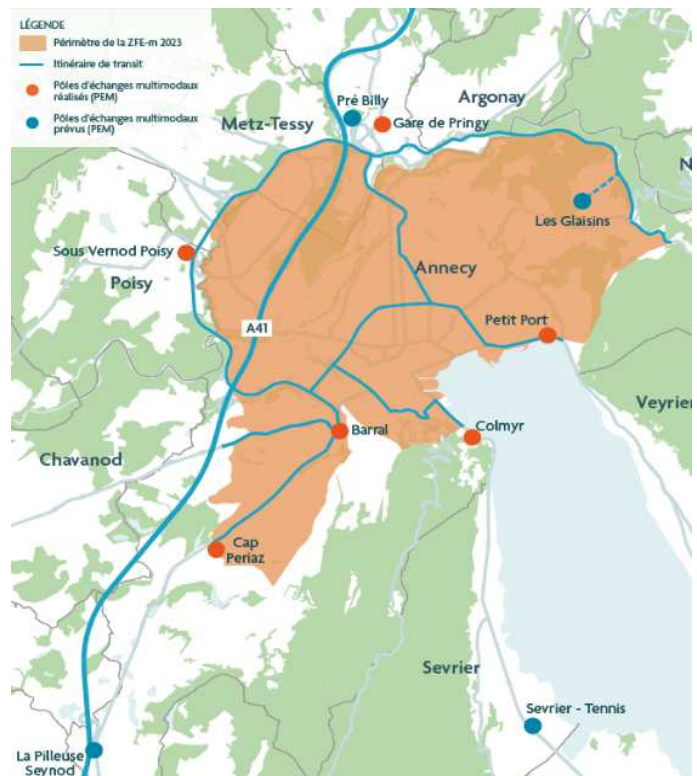 LÉGENDE
Périmètre de la ZFE-m 2023
Itinéraire de transit
Pôles d'échanges multimodaux
réalisés (PEM)
Pôles d'échanges multimodaux
prévus (PEM)
Pré Billy
Argonay
Metz-Tessy
Gare de Pringy
N
Les Glaisins
Sous Vernod Poisy
Poisy
Annecy
Petit Port
A41
Veyrier
Barral
Colmyr
Chavanod
Cap
Periaz
Sevrier
Sevrier - Tennis
La Pilleuse
Seynod